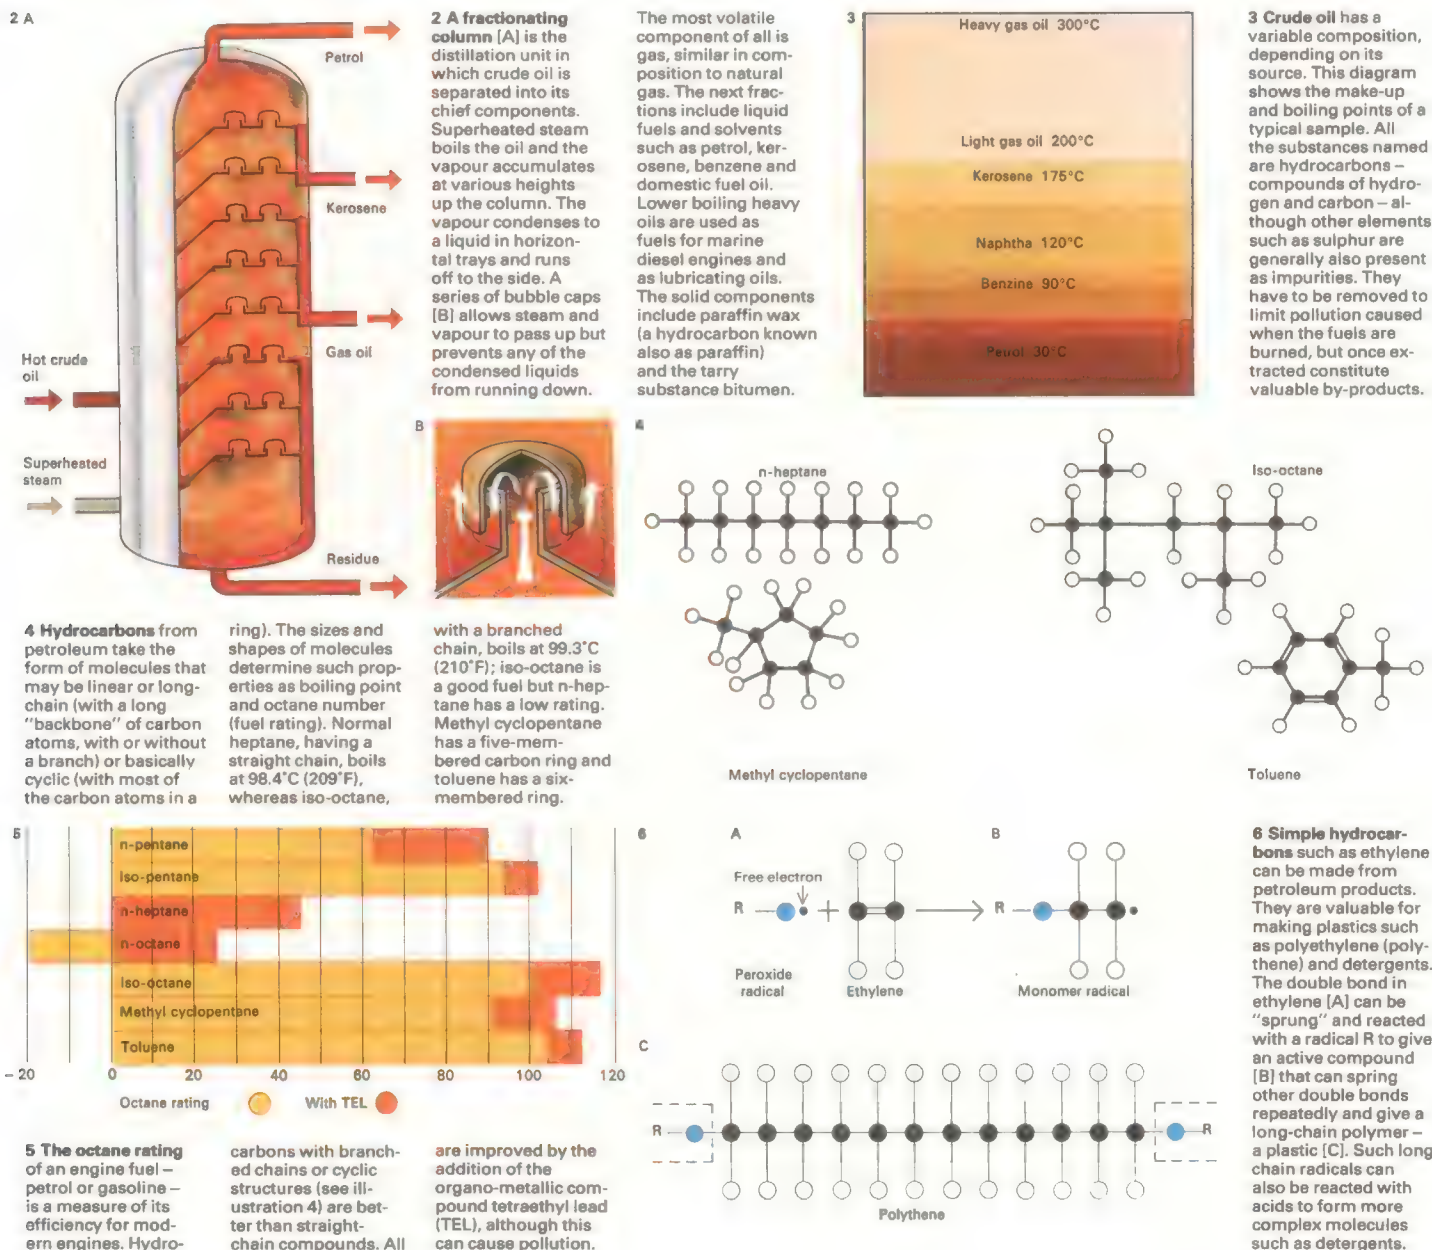 2 A
Petrol
Kerosene
Gas oil
Hot crude
oil
Superheated
steam
Residue
2 A fractionating
column [A] is the
distillation unit in
which crude oil is
separated into its
chief components.
Superheated steam
boils the oil and the
vapour accumulates
at various heights
up the column. The
vapour condenses to
a liquid in horizon-
tal trays and runs
off to the side. A
series of bubble caps
[B] allows steam and
vapour to pass up but
prevents any of the
condensed liquids
from running down.
The most volatile
component of all is
gas, similar in com-
position to natural
gas. The next frac-
tions include liquid
fuels and solvents
such as petrol, ker-
osene, benzene and
domestic fuel oil.
Lower boiling heavy
oils are used as
fuels for marine
diesel engines and
as lubricating oils.
The solid components
include paraffin wax
(a hydrocarbon known
also as paraffin)
and the tarry
substance bitumen.
B
3
Heavy gas oil 300°C
Light gas oil 200°C
Kerosene 175°C
Naphtha 120°C
Benzine 90°C
Petrol 30°C
3 Crude oil has a
variable composition,
depending on its
source. This diagram
shows the make-up
and boiling points of a
typical sample. All
the substances named
are hydrocarbons –
compounds of hydro-
gen and carbon – al-
though other elements
such as sulphur are
generally also present
as impurities. They
have to be removed to
limit pollution caused
when the fuels are
burned, but once ex-
tracted constitute
valuable by-products.
4
n-heptane
Iso-octane
Methyl cyclopentane
Toluene
4 Hydrocarbons from
petroleum take the
form of molecules that
may be linear or long-
chain (with a long
"backbone" of carbon
atoms, with or without
a branch) or basically
cyclic (with most of
the carbon atoms in a
ring). The sizes and
shapes of molecules
determine such prop-
erties as boiling point
and octane number
(fuel rating). Normal
heptane, having a
straight chain, boils
at 98.4°C (209°F),
whereas iso-octane,
with a branched
chain, boils at 99.3°C
(210°F); iso-octane is
a good fuel but n-hep-
tane has a low rating.
Methyl cyclopentane
has a five-mem-
bered carbon ring and
toluene has a six-
membered ring.
5
n-pentane
Iso-pentane
n-heptane
n-octane
Iso-octane
Methyl cyclopentane
Toluene
– 20 0 20 40 60 80 100 120
Octane rating With TEL
5 The octane rating
of an engine fuel –
petrol or gasoline –
is a measure of its
efficiency for mod-
ern engines. Hydro-
carbons with branch-
ed chains or cyclic
structures (see ill-
ustration 4) are bet-
ter than straight-
chain compounds. All
are improved by the
addition of the
organo-metallic com-
pound tetraethyl lead
(TEL), although this
can cause pollution.
6 A B
Free electron
R R
Peroxide
radical
Ethylene
Monomer radical
C
R R
Polythene
6 Simple hydrocar-
bons such as ethylene
can be made from
petroleum products.
They are valuable for
making plastics such
as polyethylene (poly-
thene) and detergents.
The double bond in
ethylene [A] can be
"sprung" and reacted
with a radical R to give
an active compound
[B] that can spring
other double bonds
repeatedly and give a
long-chain polymer –
a plastic [C]. Such long
chain radicals can
also be reacted with
acids to form more
complex molecules
such as detergents.